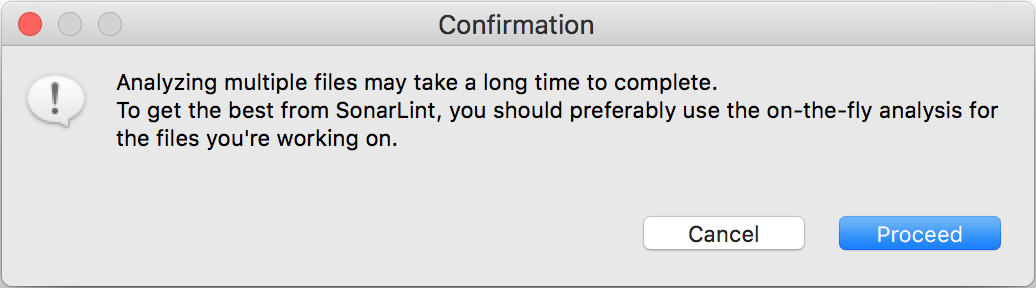 Confirmation
Analyzing multiple files may take a long time to complete.
To get the best from SonarLint, you should preferably use the on-the-fly analysis for
the files you're working on.
Cancel
Proceed